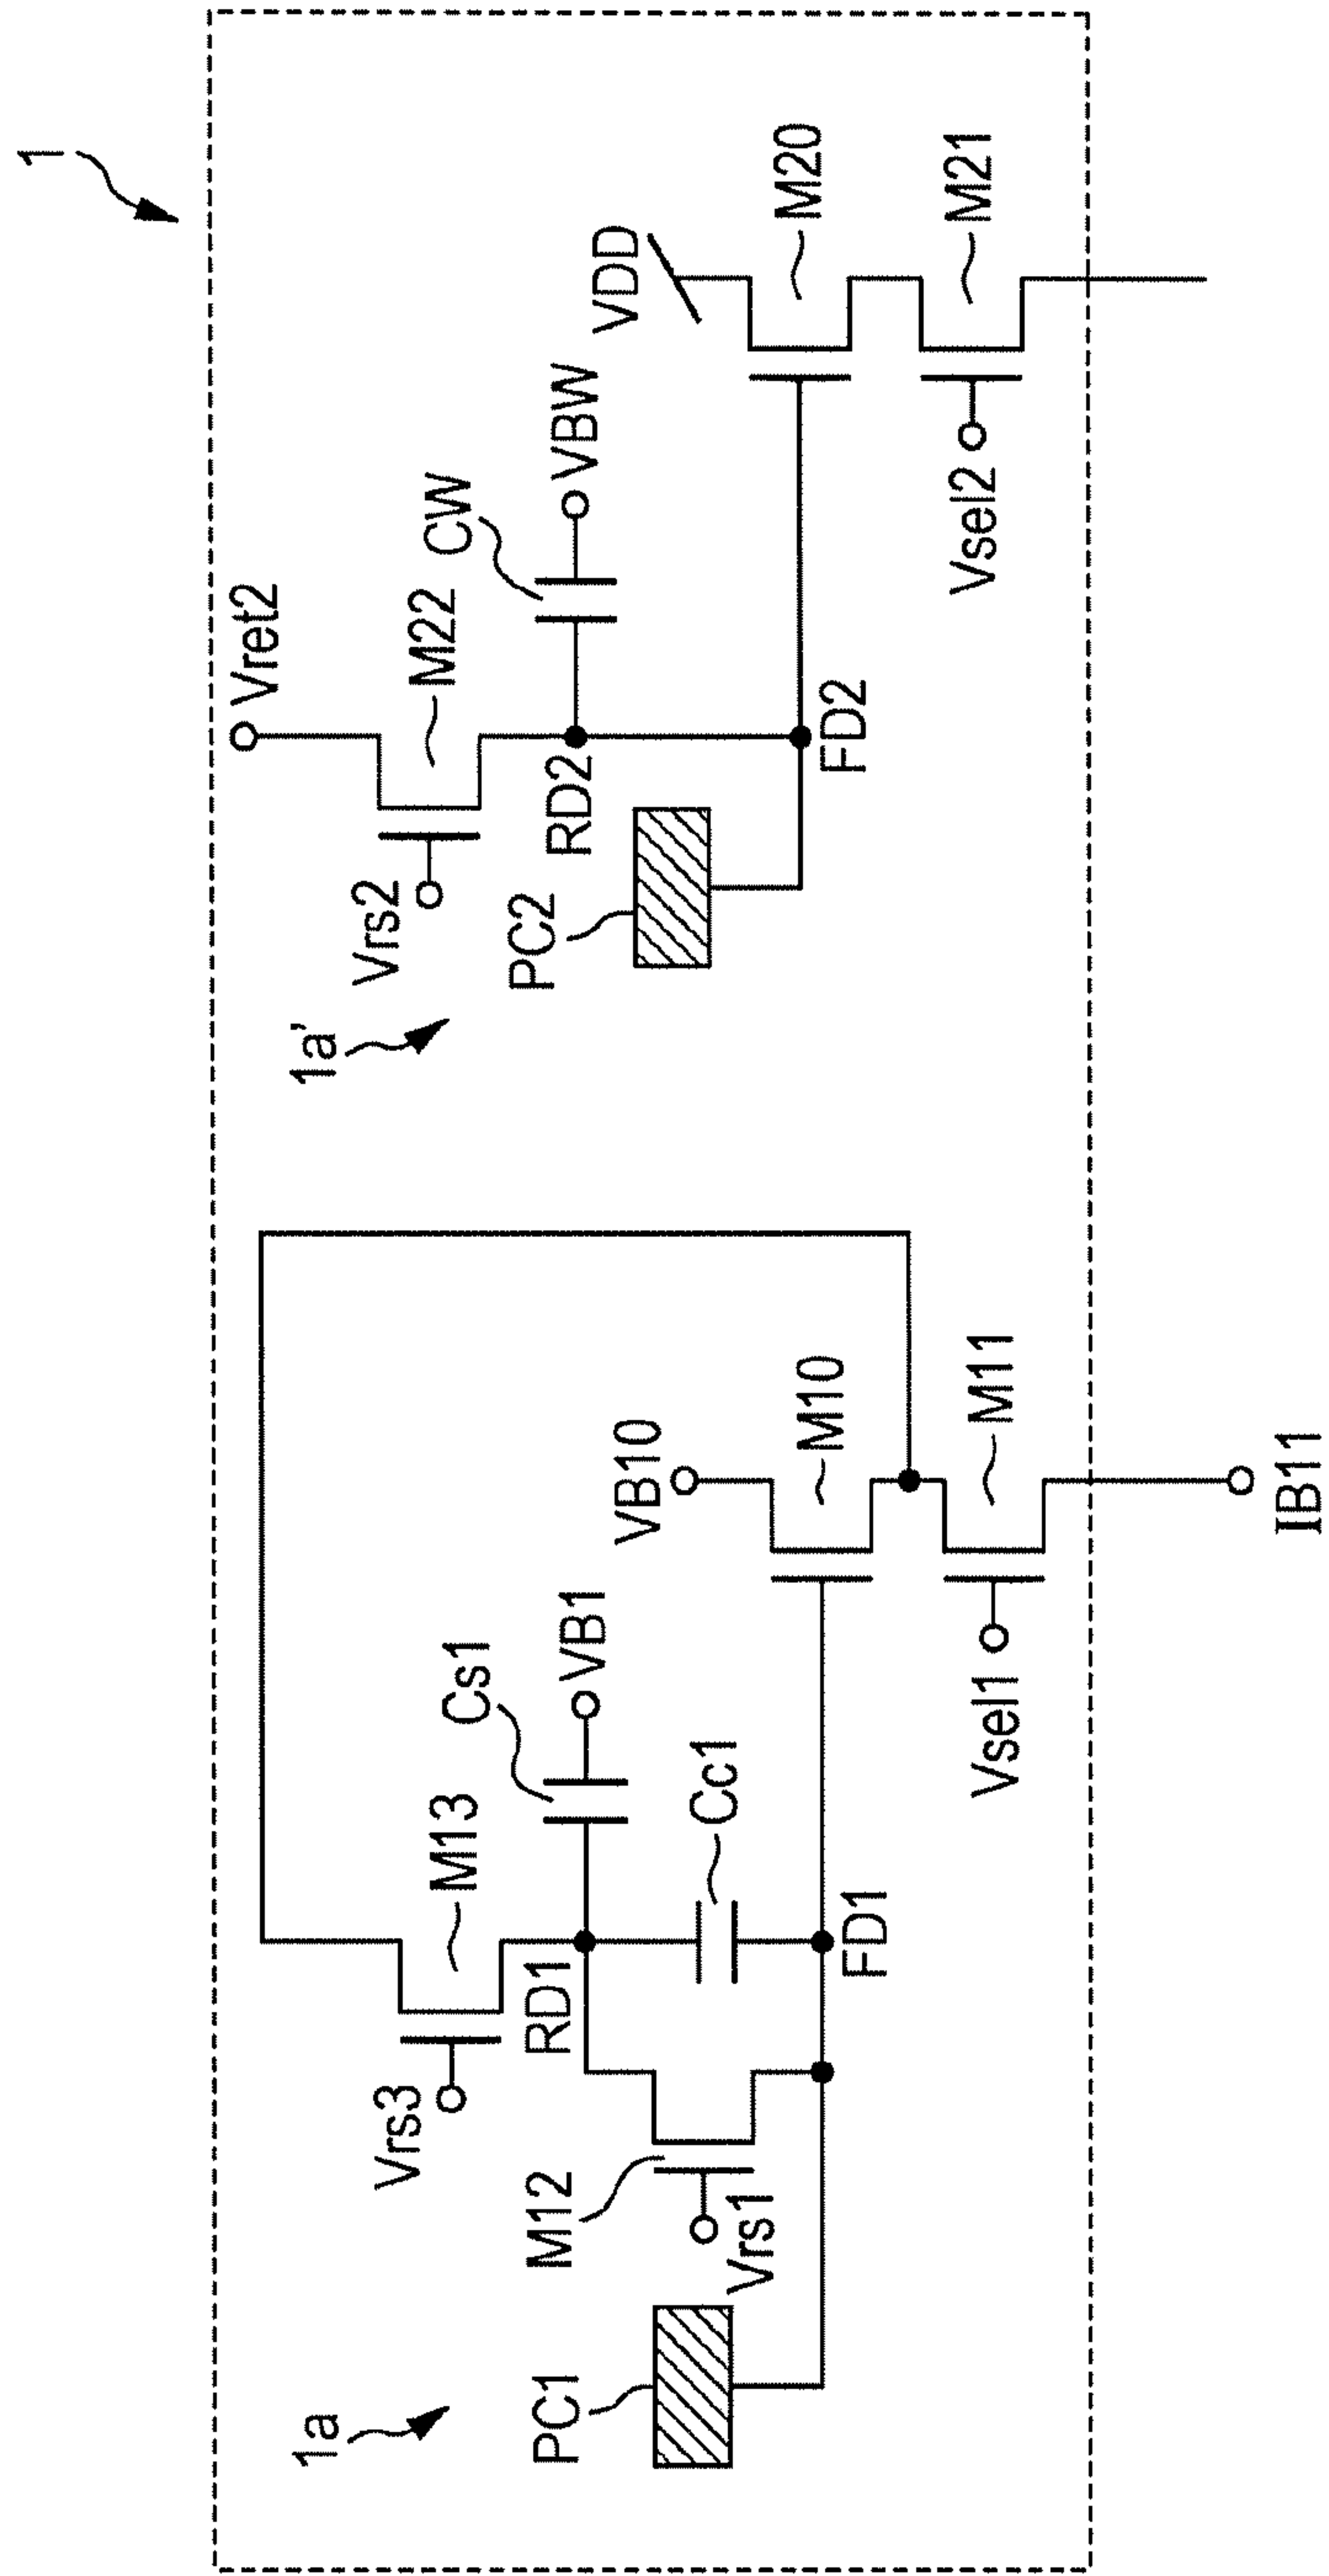 1
1a
Vrs3
M13
Cs1
VB1
RD1
M12
Vrs1
Cc1
PC1
FD1
VB10
M10
M11
Vsel1
IB11
1a'
Vret2
Vrs2
M22
CW
VBW
RD2
PC2
FD2
VDD
M20
M21
Vsel2